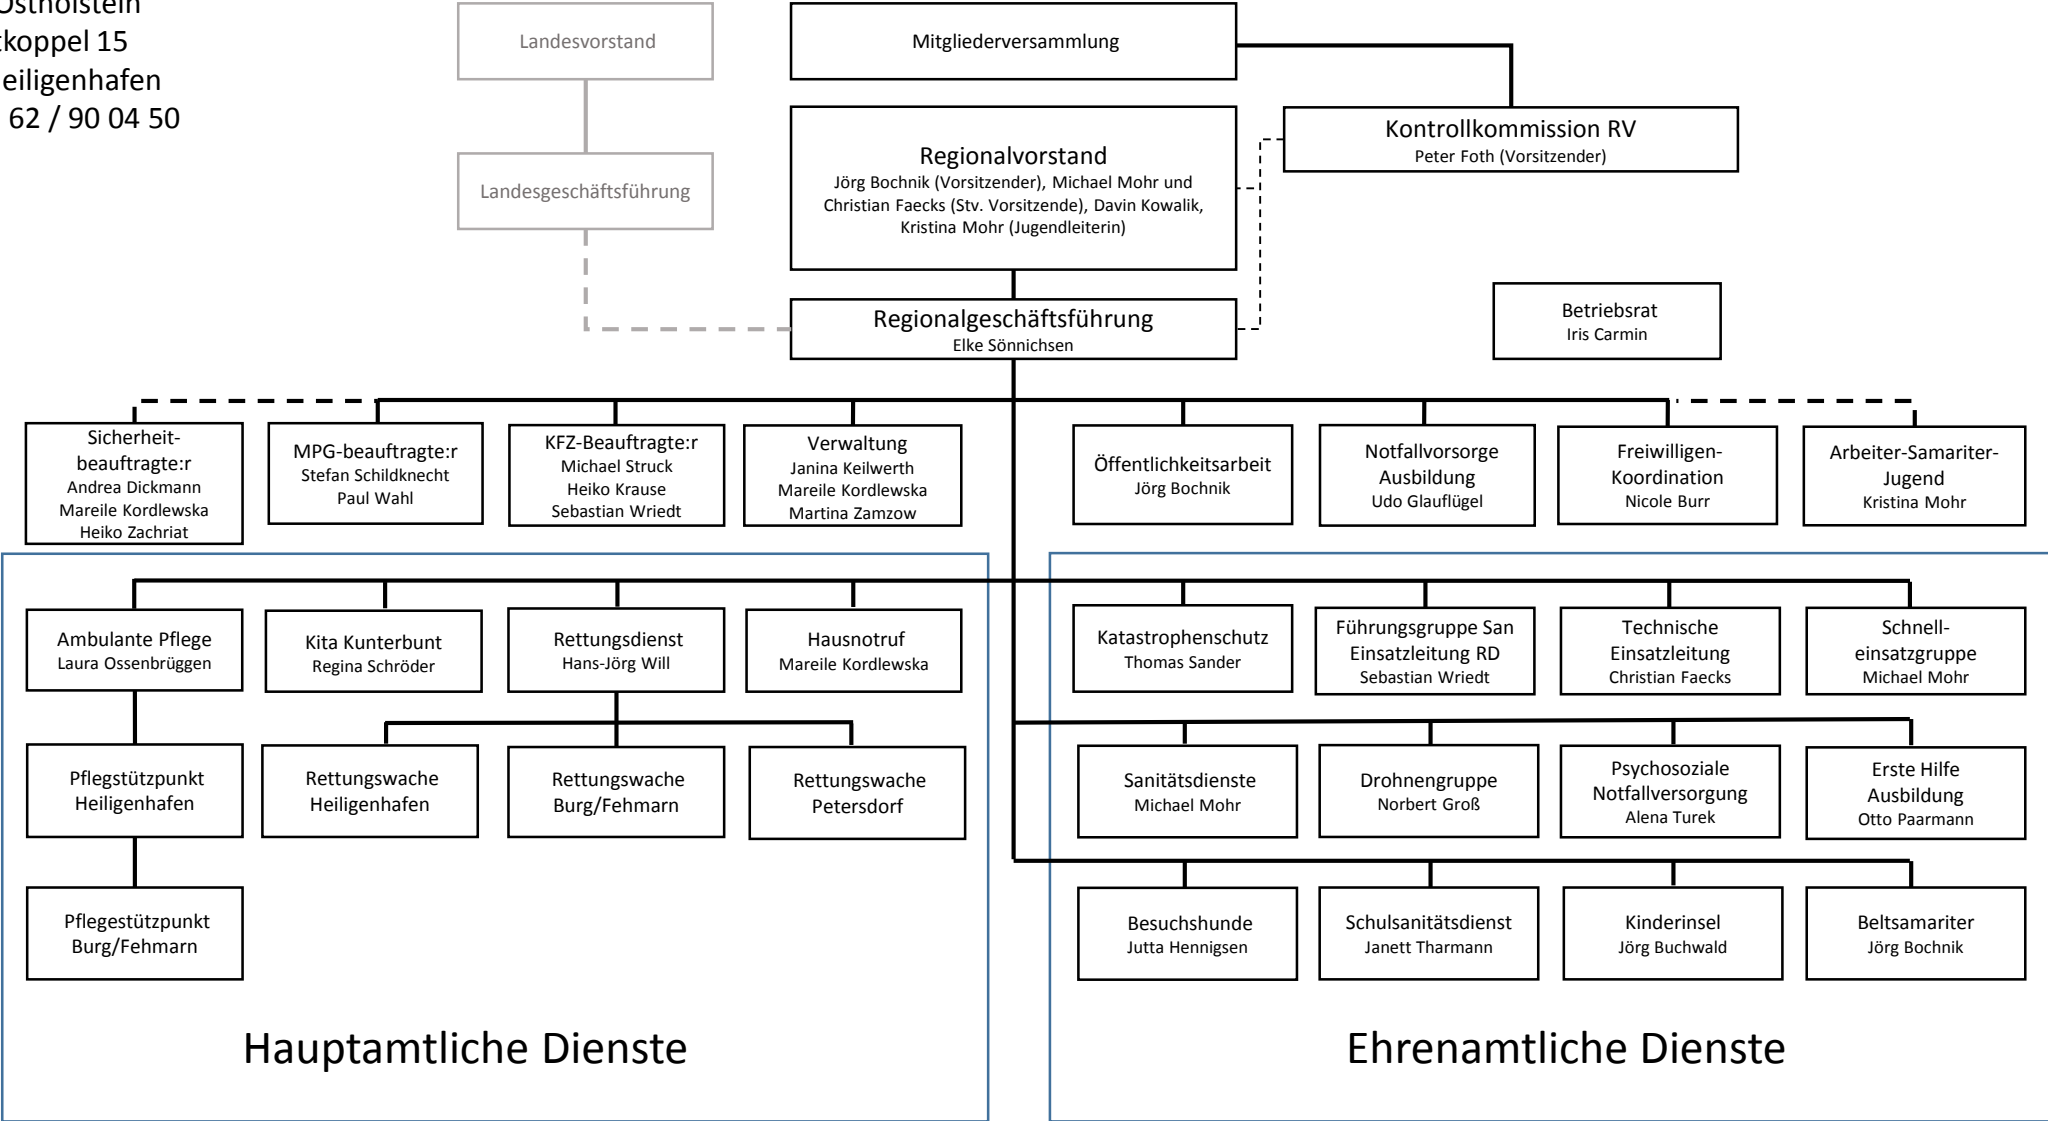 Ostholstein
koppel 15
eiligenhafen
62 / 90 04 50
Landesvorstand
Mitgliederversammlung
Kontrollkommission RV
Peter Foth (Vorsitzender)
Regionalvorstand
Jörg Bochnik (Vorsitzender), Michael Mohr und
Christian Faecks (Stv. Vorsitzende), Davin Kowalik,
Kristina Mohr (Jugendleiterin)
Landesgeschäftsführung
Regionalgeschäftsführung
Elke Sönnichsen
Betriebsrat
Iris Carmin
Sicherheit-
beauftragte:r
Andrea Dickmann
Mareile Kordlewska
Heiko Zachriat
MPG-beauftragte:r
Stefan Schildknecht
Paul Wahl
KFZ-Beauftragte:r
Michael Struck
Heiko Krause
Sebastian Wriedt
Verwaltung
Janina Keilwerth
Mareile Kordlewska
Martina Zamzow
Öffentlichkeitsarbeit
Jörg Bochnik
Notfallvorsorge
Ausbildung
Udo Glauflügel
Freiwilligen-
Koordination
Nicole Burr
Arbeiter-Samariter-
Jugend
Kristina Mohr
Ambulante Pflege
Laura Ossenbrüggen
Kita Kunterbunt
Regina Schröder
Rettungsdienst
Hans-Jörg Will
Hausnotruf
Mareile Kordlewska
Katastrophenschutz
Thomas Sander
Führungsgruppe San
Einsatzleitung RD
Sebastian Wriedt
Technische
Einsatzleitung
Christian Faecks
Schnell-
einsatzgruppe
Michael Mohr
Pflegstützpunkt
Heiligenhafen
Rettungswache
Heiligenhafen
Rettungswache
Burg/Fehmarn
Rettungswache
Petersdorf
Sanitätsdienste
Michael Mohr
Drohnengruppe
Norbert Groß
Psychosoziale
Notfallversorgung
Alena Turek
Erste Hilfe
Ausbildung
Otto Paarmann
Pflegestützpunkt
Burg/Fehmarn
Besuchshunde
Jutta Hennigsen
Schulsanitätsdienst
Janett Tharmann
Kinderinsel
Jörg Buchwald
Beltsamariter
Jörg Bochnik
Hauptamtliche Dienste
Ehrenamtliche Dienste